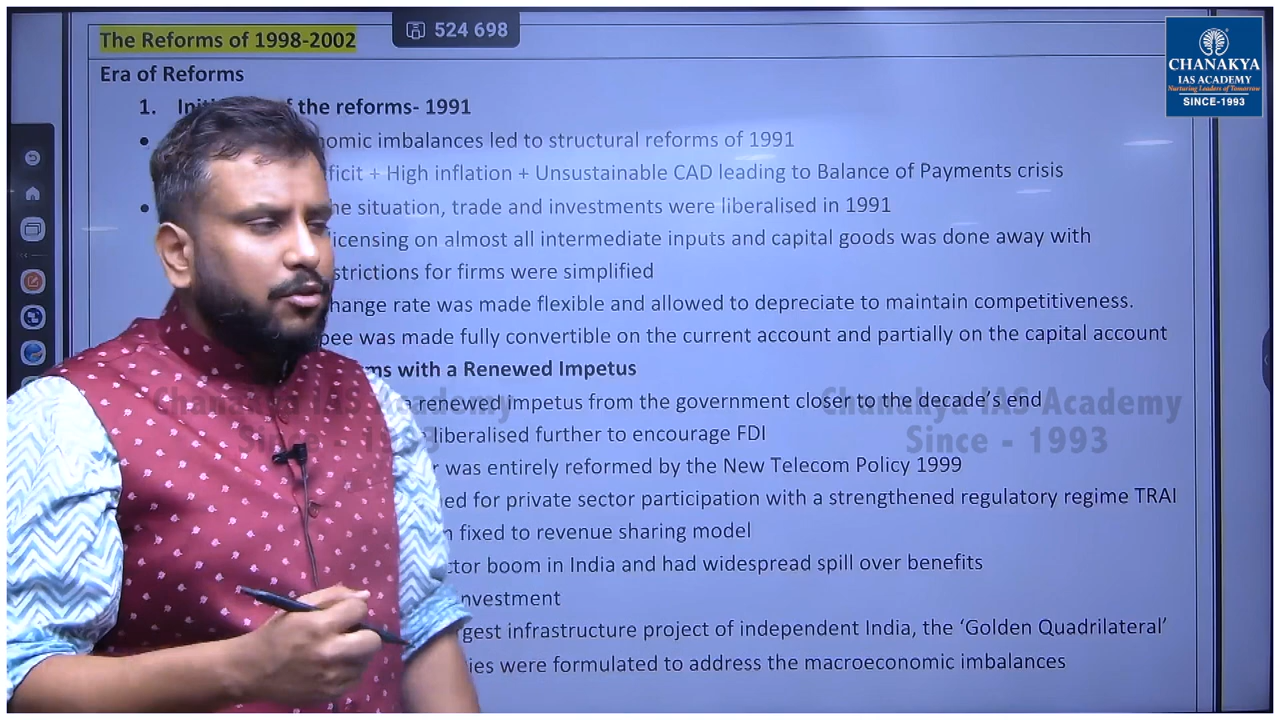 The Reforms of 1998-2002
524 698
CHANAKYA
IAS ACADEMY
Nurturing Leaders of Tomorrow
SINCE-1993
Era of Reforms
1. Initi of the reforms- 1991
nomic imbalances led to structural reforms of 1991
ficit + High inflation + Unsustainable CAD leading to Balance of Payments crisis
he situation, trade and investments were liberalised in 1991
licensing on almost all intermediate inputs and capital goods was done away with
strictions for firms were simplified
hange rate was made flexible and allowed to depreciate to maintain competitiveness.
pee was made fully convertible on the current account and partially on the capital account
ms with a Renewed Impetus
a renewed impetus from the government closer to the decade's end
liberalised further to encourage FDI
r was entirely reformed by the New Telecom Policy 1999
ed for private sector participation with a strengthened regulatory regime TRAI
n fixed to revenue sharing model
ctor boom in India and had widespread spill over benefits
nvestment
rgest infrastructure project of independent India, the 'Golden Quadrilateral'
ies were formulated to address the macroeconomic imbalances
Chanakya IAS Academy
Since - 1993
Chanakya IAS Academy
Since - 1993